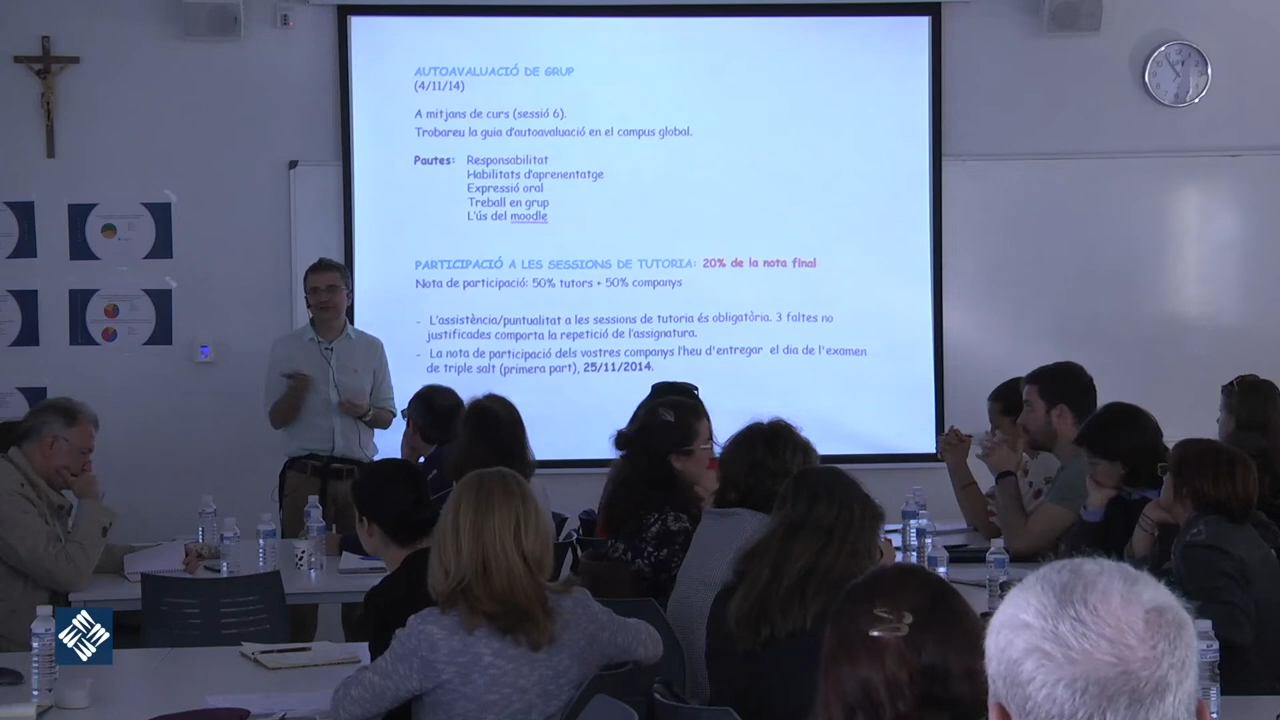 AUTOAVALUACIÓ DE GRUP
(4/11/14)
A mitjans de curs (sessió 6).
Trobareu la guia d'autoavaluació en el campus global.
Pautes: Responsabilitat
Habilitats d'aprenentatge
Expressió oral
Treball en grup
L'ús del moodle
PARTICIPACIÓ A LES SESSIONS DE TUTORIA: 20% de la nota final
Nota de participació: 50% tutors + 50% companys
- L'assistència/puntualitat a les sessions de tutoria és obligatòria. 3 faltes no
justificades comporta la repetició de l'assignatura.
- La nota de participació dels vostres companys l'heu d'entregar el dia de l'examen
de triple salt (primera part), 25/11/2014.